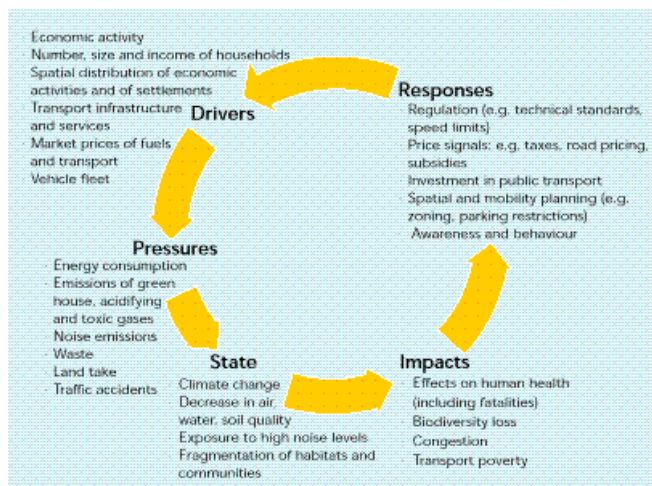 · Economic activity
· Number, size and income of households
· Spatial distribution of economic
activities and of settlements
· Transport infrastructure
and services
· Market prices of fuels
and transport
· Vehicle fleet
Drivers
Responses
· Regulation (e.g. technical standards,
speed limits)
· Price signals: e.g. taxes, road pricing,
subsidies
· Investment in public transport
· Spatial and mobility planning (e.g.
zoning, parking restrictions)
· Awareness and behaviour
Pressures
· Energy consumption
· Emissions of green
house, acidifying
and toxic gases
· Noise emissions
· Waste
· Land take
· Traffic accidents
State
· Climate change
· Decrease in air,
water, soil quality
· Exposure to high noise levels
· Fragmentation of habitats and
communities
Impacts
· Effects on human health
(including fatalities)
· Biodiversity loss
· Congestion
· Transport poverty